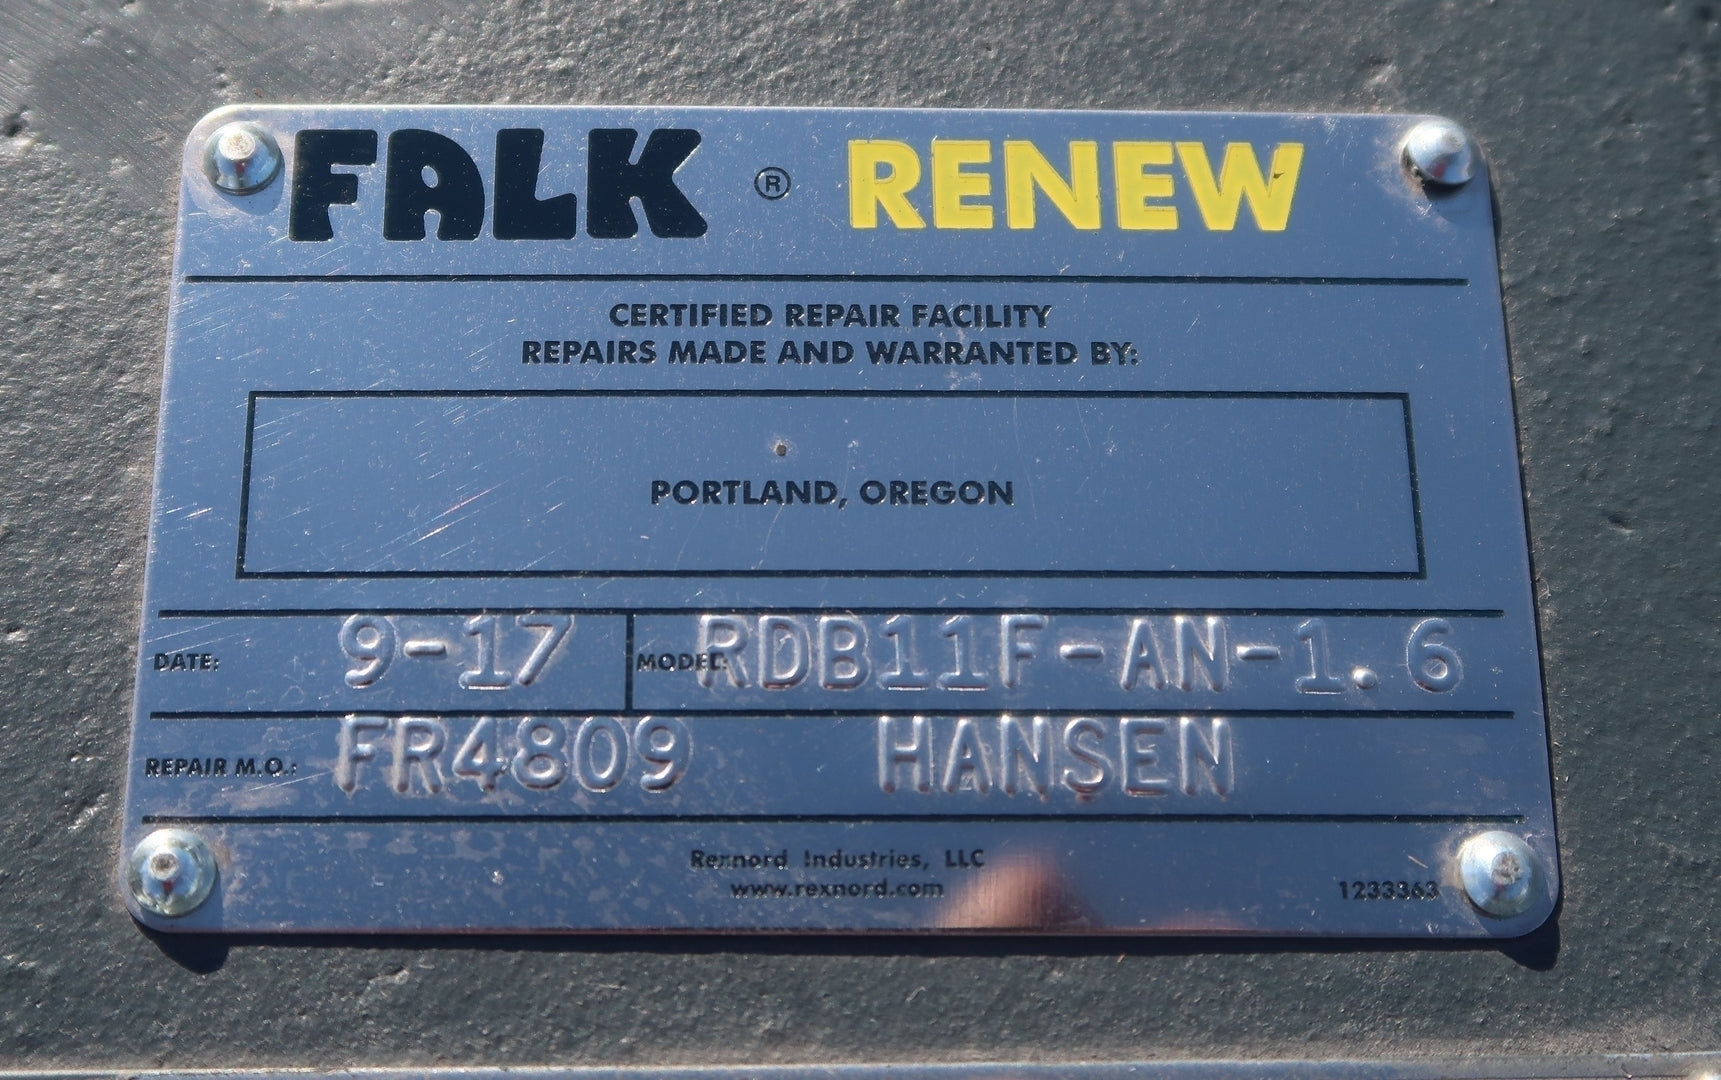 FALK ® RENEW
CERTIFIED REPAIR FACILITY
REPAIRS MADE AND WARRANTED BY:
PORTLAND, OREGON
DATE: 9-17 MODEL: RDB11F-AN-1.6
REPAIR M.O.: FR4809 HANSEN
Rexnord Industries, LLC
www.rexnord.com
1233363